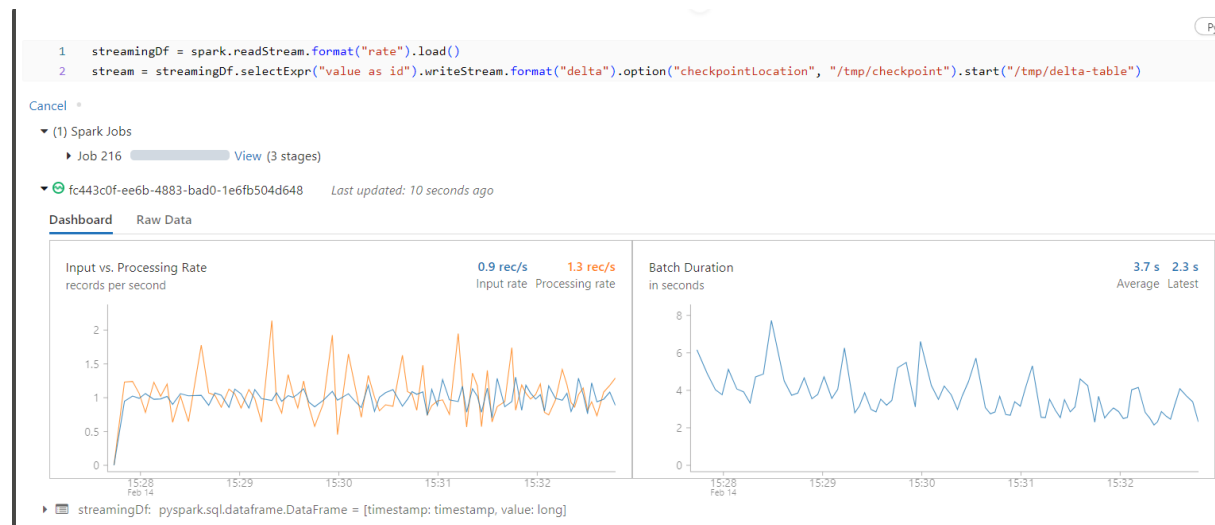 Py
1 streamingDf = spark.readStream.format("rate").load()
2 stream = streamingDf.selectExpr("value as id").writeStream.format("delta").option("checkpointLocation", "/tmp/checkpoint").start("/tmp/delta-table")
Cancel
(1) Spark Jobs
Job 216 View (3 stages)
fc443c0f-ee6b-4883-bad0-1e6fb504d648 Last updated: 10 seconds ago
Dashboard Raw Data
Input vs. Processing Rate
records per second
0.9 rec/s 1.3 rec/s
Input rate Processing rate
2
1.5
1
0.5
0
15:28 15:29 15:30 15:31 15:32
Feb 14
Batch Duration
in seconds
3.7 s 2.3 s
Average Latest
8
6
4
2
0
15:28 15:29 15:30 15:31 15:32
Feb 14
streamingDf: pyspark.sql.dataframe.DataFrame = [timestamp: timestamp, value: long]